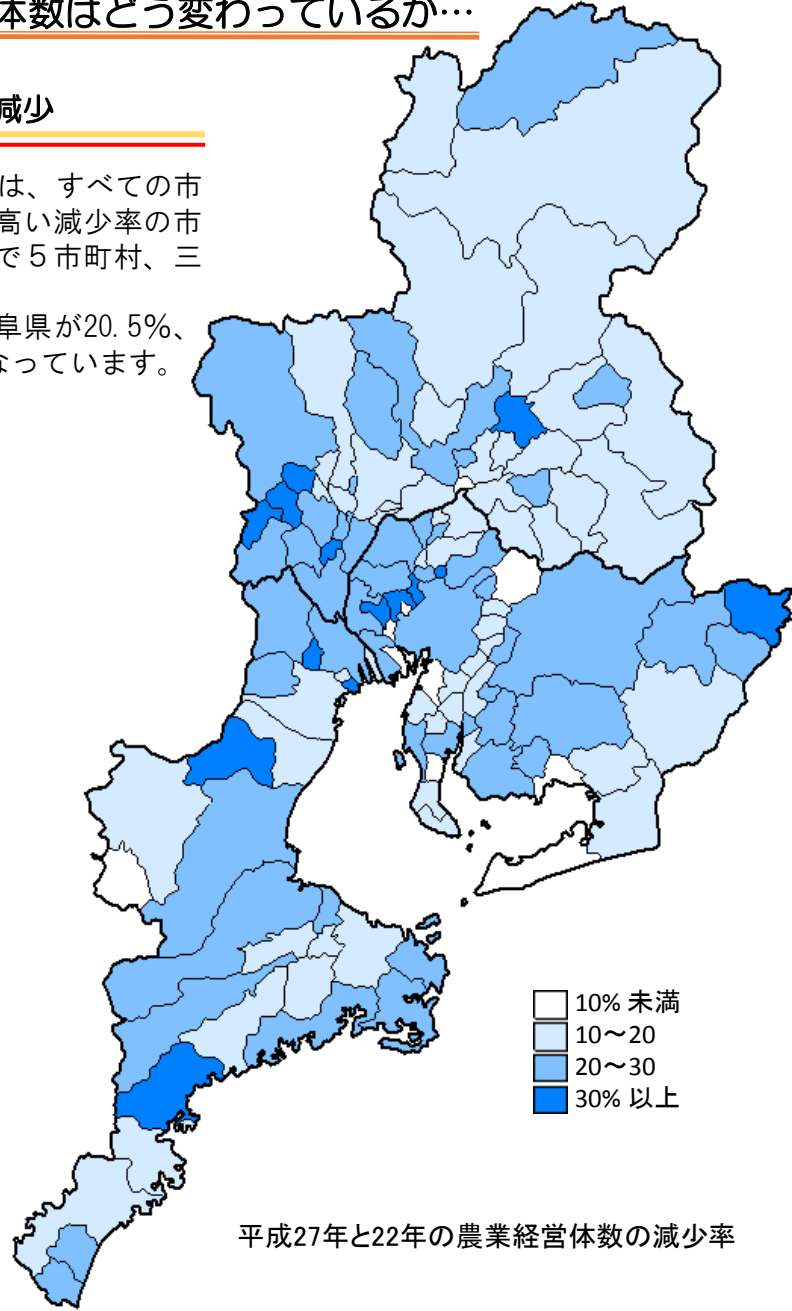 体数はどう変わっているか…
減少
は、すべての市
高い減少率の市
で５市町村、三
阜県が20.5%、
なっています。
10% 未満
10～20
20～30
30% 以上
平成27年と22年の農業経営体数の減少率